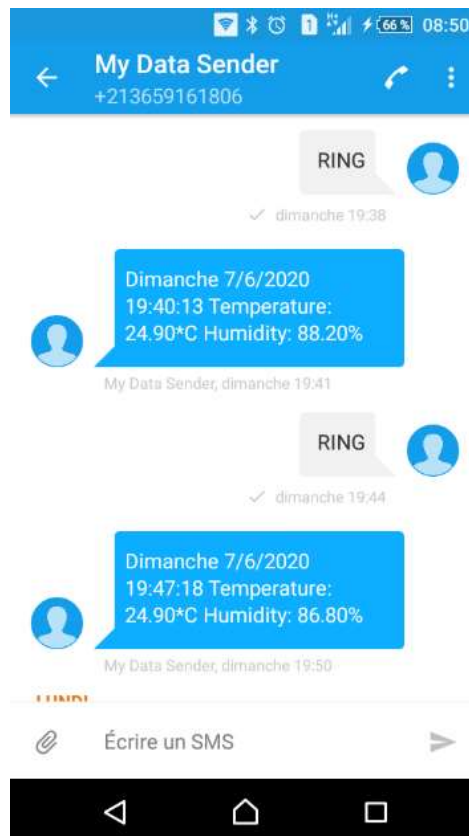 1 66% 08:50
My Data Sender
+213659161806
RING
dimanche 19:38
Dimanche 7/6/2020
19:40:13 Temperature:
24.90*C Humidity: 88.20%
My Data Sender, dimanche 19:41
RING
dimanche 19:44
Dimanche 7/6/2020
19:47:18 Temperature:
24.90*C Humidity: 86.80%
My Data Sender, dimanche 19:50
LUNDI
Écrire un SMS